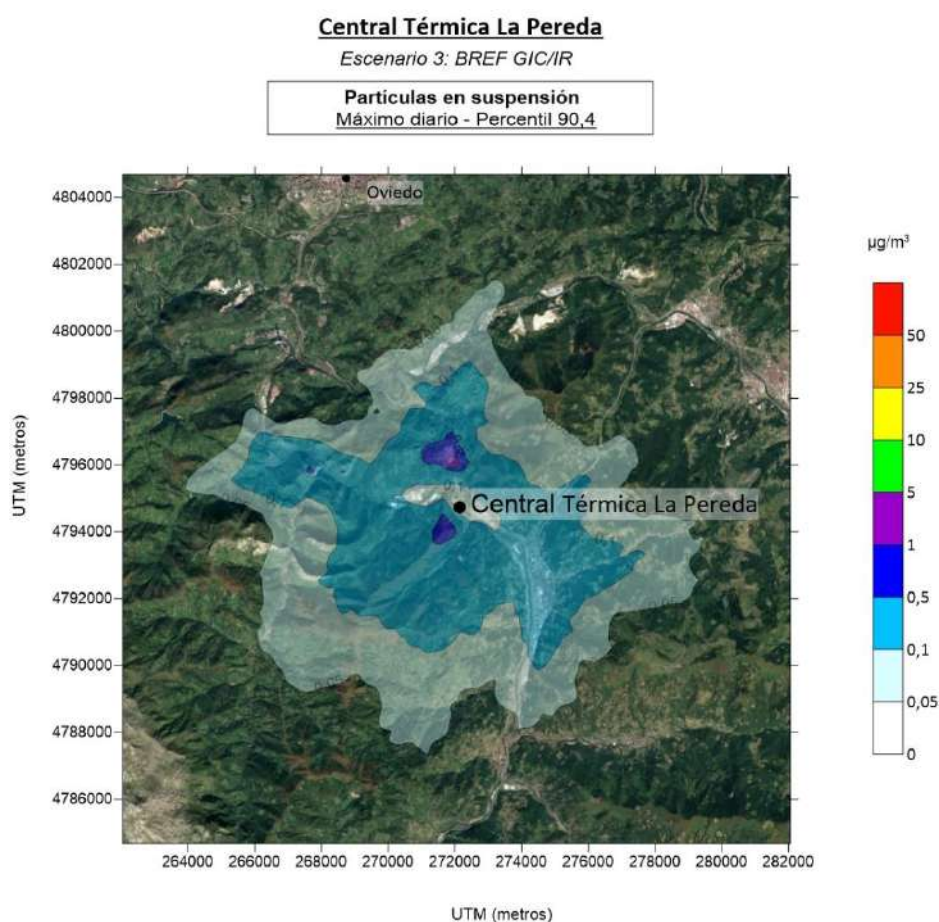 Central Térmica La Pereda
Escenario 3: BREF GIC/IR
Partículas en suspensión
Máximo diario - Percentil 90,4
4804000
4802000
4800000
4798000
4796000
4794000
4792000
4790000
4788000
4786000
UTM (metros)
Oviedo
Central Térmica La Pereda
264000 266000 268000 270000 272000 274000 276000 278000 280000 282000
UTM (metros)
µg/m³
50
25
10
5
1
0,5
0,1
0,05
0